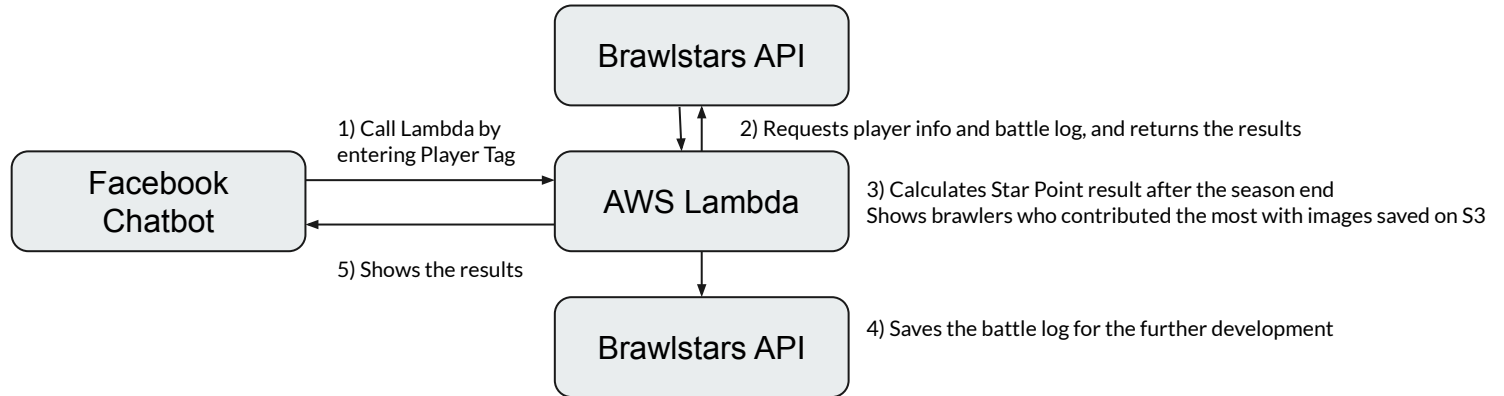 Brawlstars API
1) Call Lambda by
entering Player Tag
2) Requests player info and battle log, and returns the results
Facebook
Chatbot
AWS Lambda
3) Calculates Star Point result after the season end
Shows brawlers who contributed the most with images saved on S3
5) Shows the results
Brawlstars API
4) Saves the battle log for the further development